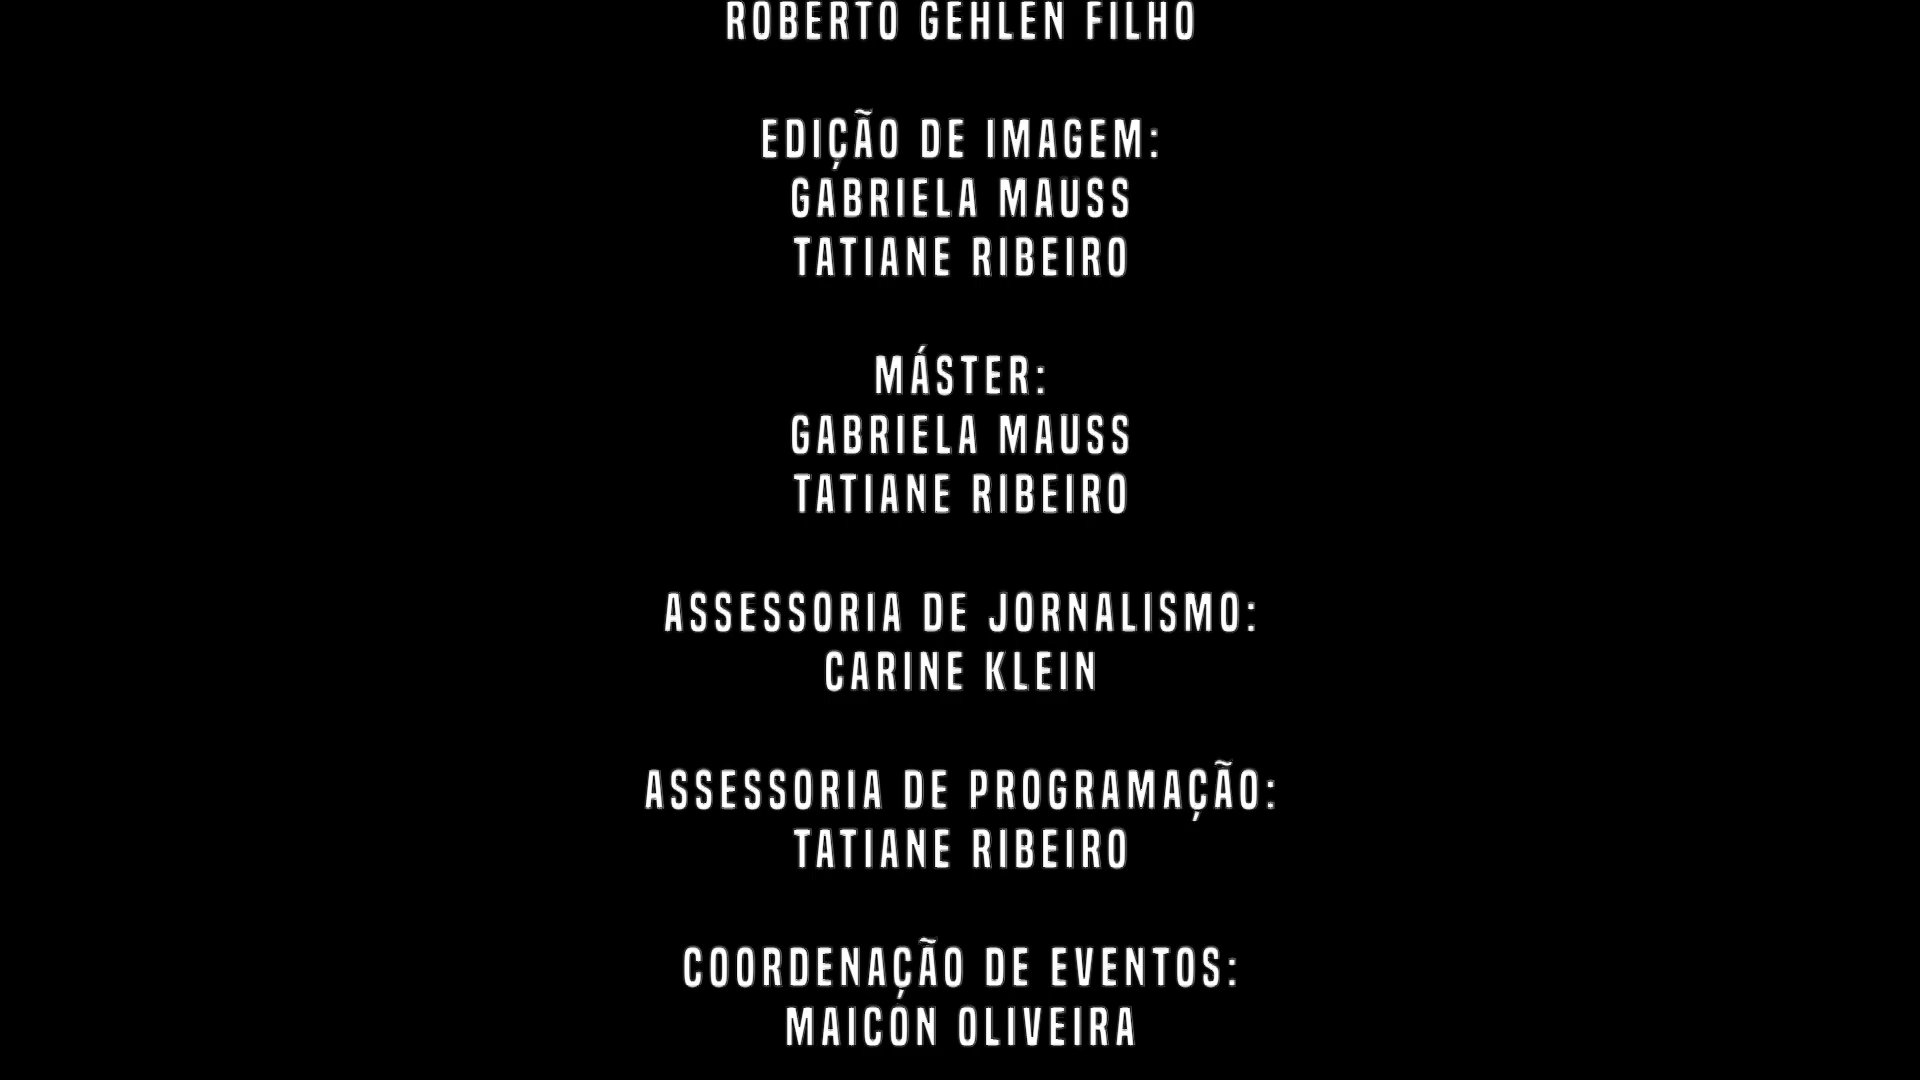 ROBERTO GEHLEN FILHO
EDIÇÃO DE IMAGEM:
GABRIELA MAUSS
TATIANE RIBEIRO
MÁSTER:
GABRIELA MAUSS
TATIANE RIBEIRO
ASSESSORIA DE JORNALISMO:
CARINE KLEIN
ASSESSORIA DE PROGRAMAÇÃO:
TATIANE RIBEIRO
COORDENAÇÃO DE EVENTOS:
MAICON OLIVEIRA